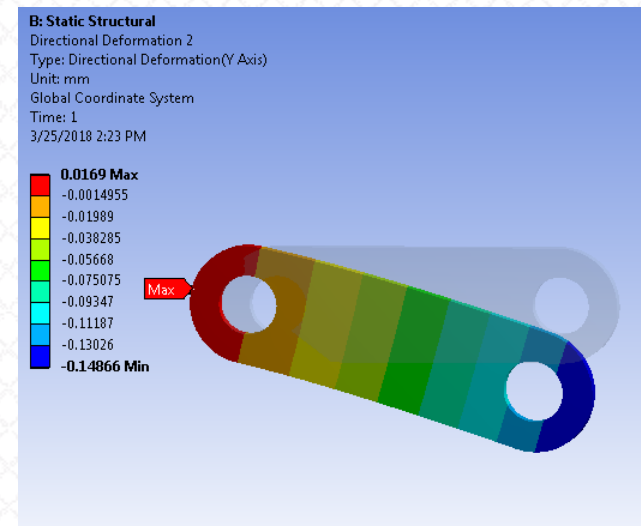 B: Static Structural
Directional Deformation 2
Type: Directional Deformation(Y Axis)
Unit: mm
Global Coordinate System
Time: 1
3/25/2018 2:23 PM
0.0169 Max
-0.0014955
-0.01989
-0.038285
-0.05668
-0.075075
-0.09347
-0.11187
-0.13026
-0.14866 Min
Max